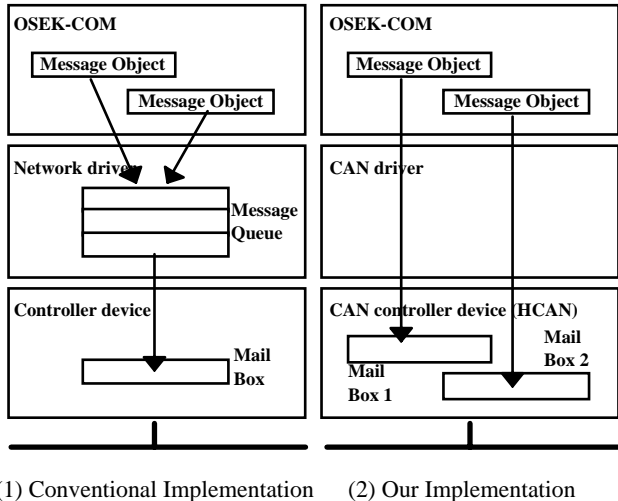 OSEK-COM
Message Object
Message Object
Network driver
Message
Queue
Controller device
Mail
Box
OSEK-COM
Message Object
Message Object
CAN driver
CAN controller device (HCAN)
Mail
Box 1
Mail
Box 2
(1) Conventional Implementation
(2) Our Implementation